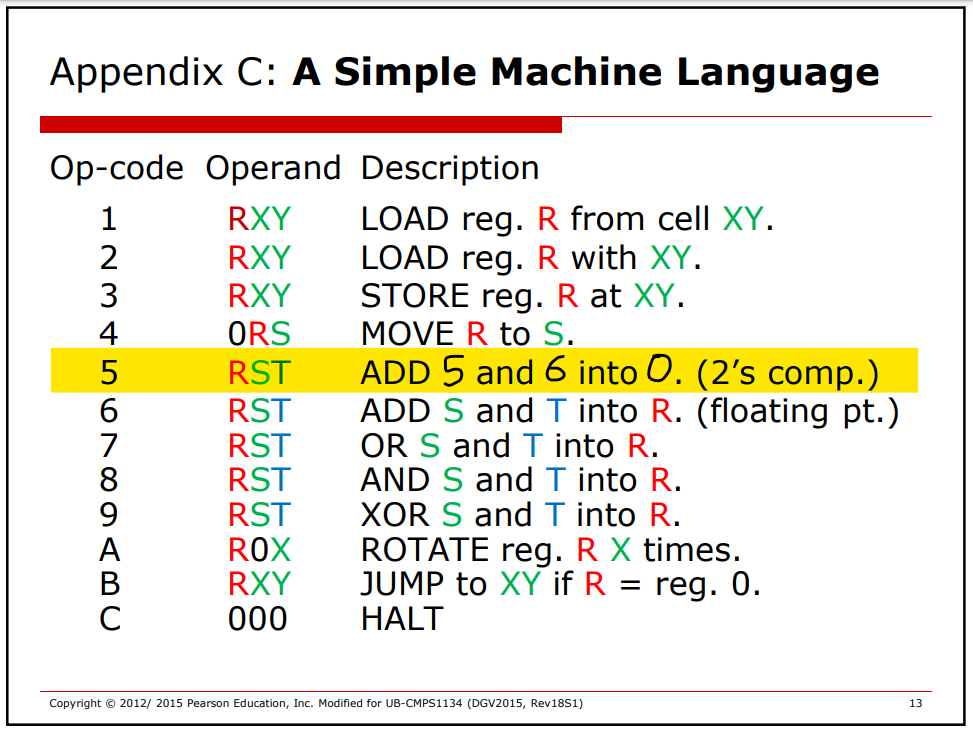 Appendix C: A Simple Machine Language
Op-code Operand Description
1 RXY LOAD reg. R from cell XY.
2 RXY LOAD reg. R with XY.
3 RXY STORE reg. R at XY.
4 0RS MOVE R to S.
5 RST ADD 5 and 6 into 0. (2’s comp.)
6 RST ADD S and T into R. (floating pt.)
7 RST OR S and T into R.
8 RST AND S and T into R.
9 RST XOR S and T into R.
A R0X ROTATE reg. R X times.
B RXY JUMP to XY if R = reg. 0.
C 000 HALT
Copyright © 2012/ 2015 Pearson Education, Inc. Modified for UB-CMPS1134 (DGV2015, Rev18S1) 13